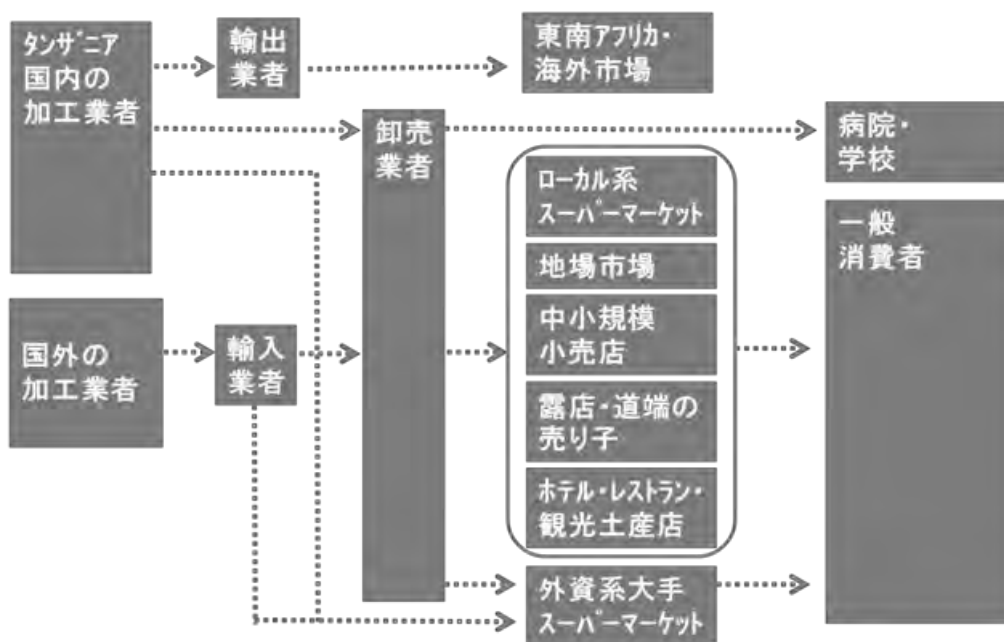 タンザニア
国内の
加工業者
輸出
業者
東南アフリカ・
海外市場
卸売
業者
病院・
学校
ローカル系
スーパーマーケット
地場市場
中小規模
小売店
露店・道端の
売り子
ホテル・レストラン・
観光土産店
外資系大手
スーパーマーケット
一般
消費者
国外の
加工業者
輸入
業者